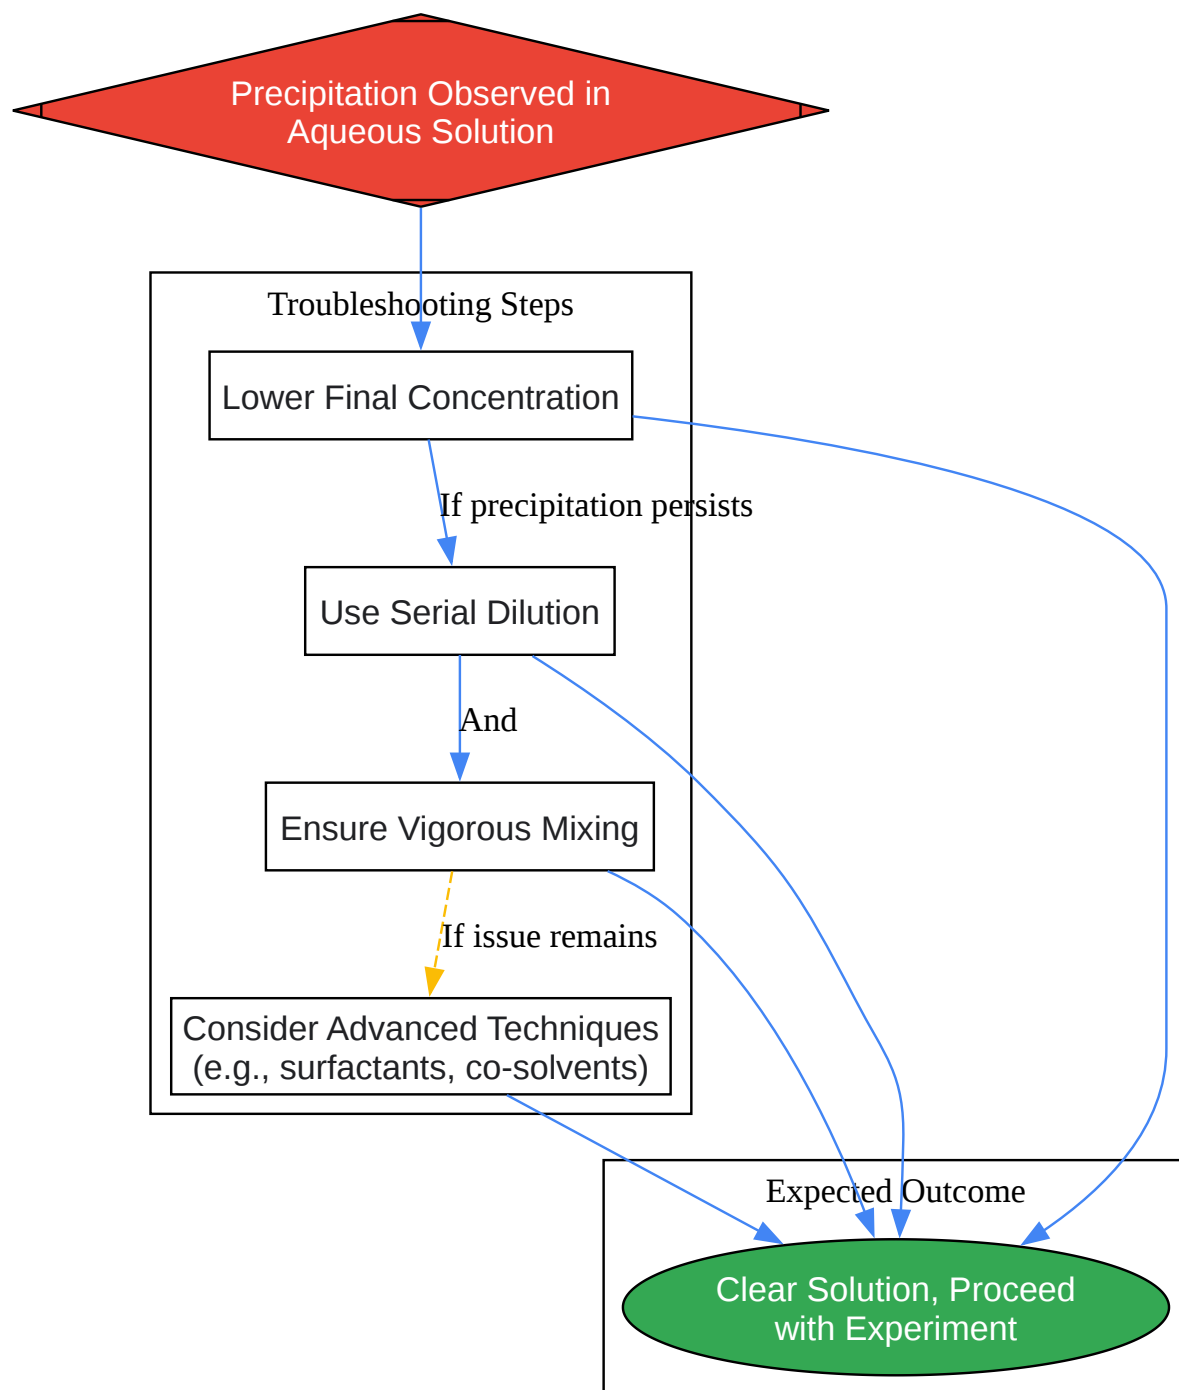 Precipitation Observed in
Aqueous Solution
Troubleshooting Steps
Lower Final Concentration
If precipitation persists
Use Serial Dilution
And
Ensure Vigorous Mixing
If issue remains
Consider Advanced Techniques
(e.g., surfactants, co-solvents)
Expected Outcome
Clear Solution, Proceed
with Experiment